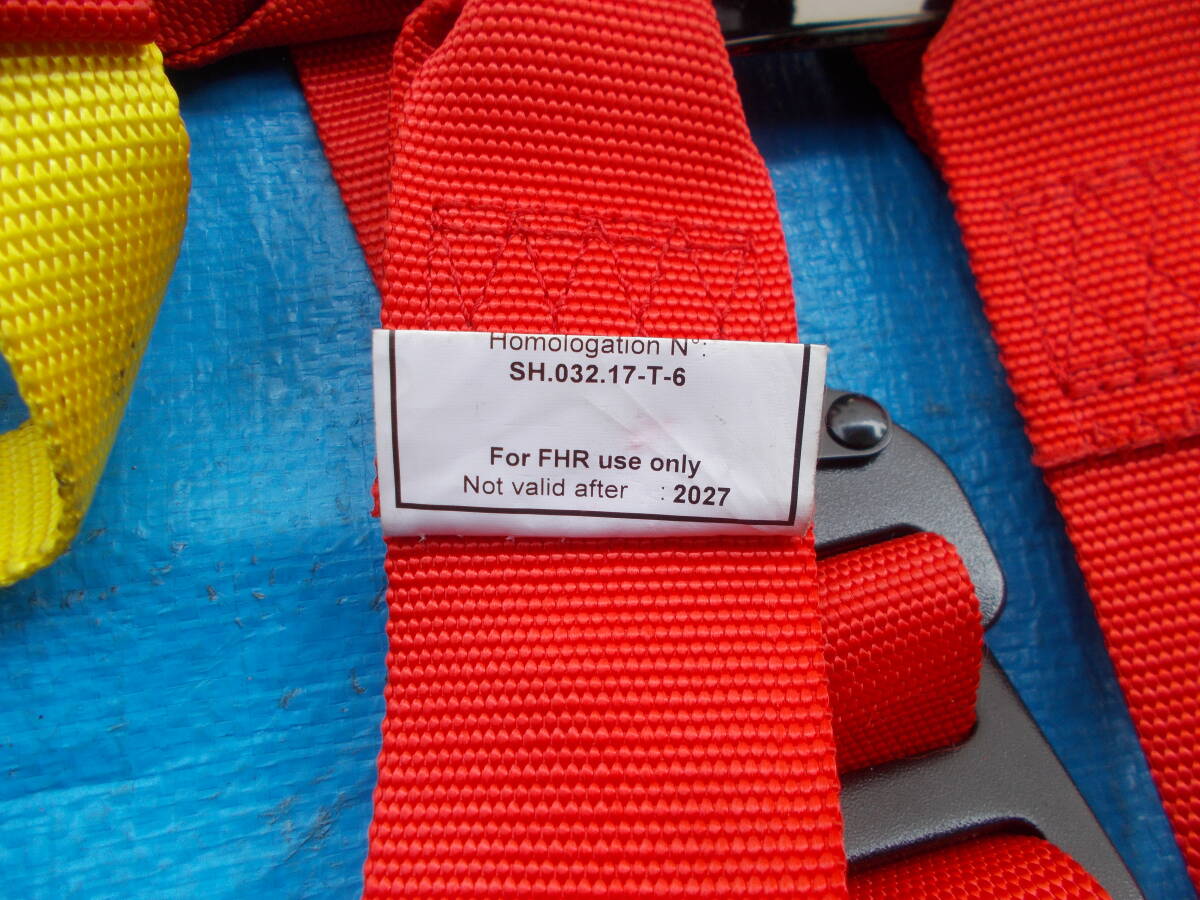 Homologation N°:
SH.032.17-T-6
For FHR use only
Not valid after : 2027